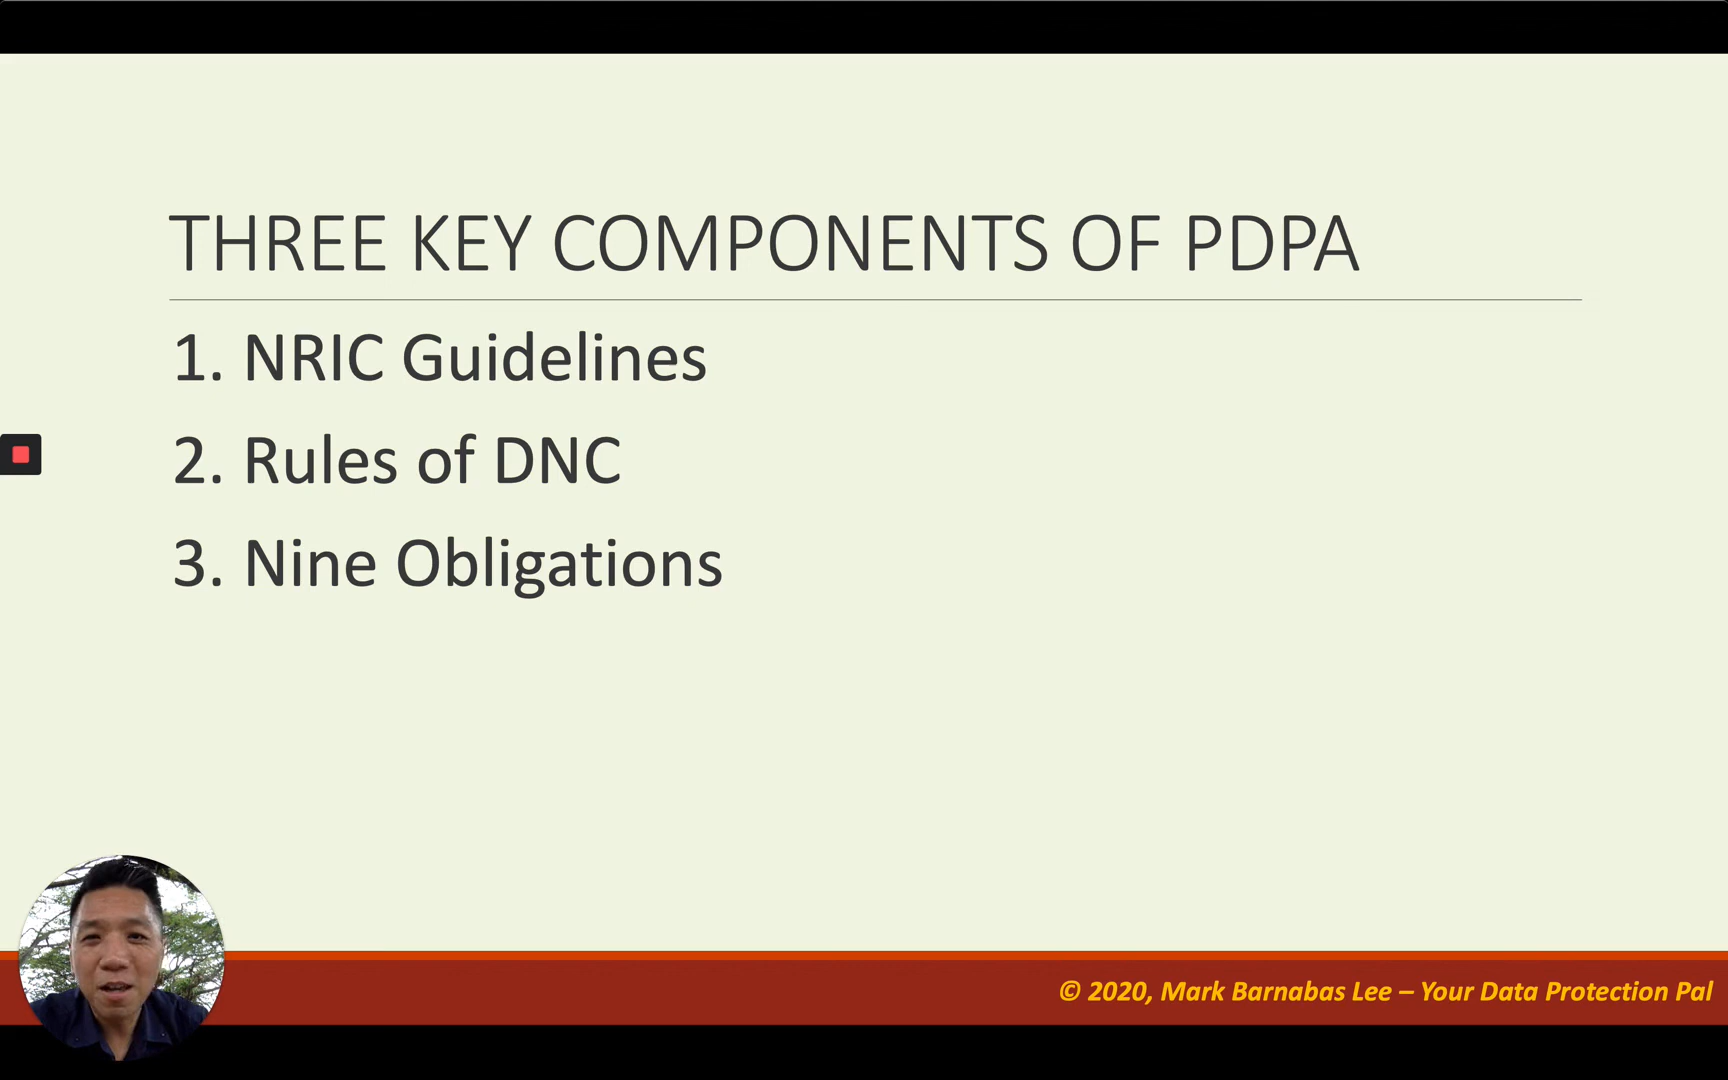 THREE KEY COMPONENTS OF PDPA
1. NRIC Guidelines
2. Rules of DNC
3. Nine Obligations
© 2020, Mark Barnabas Lee – Your Data Protection Pal